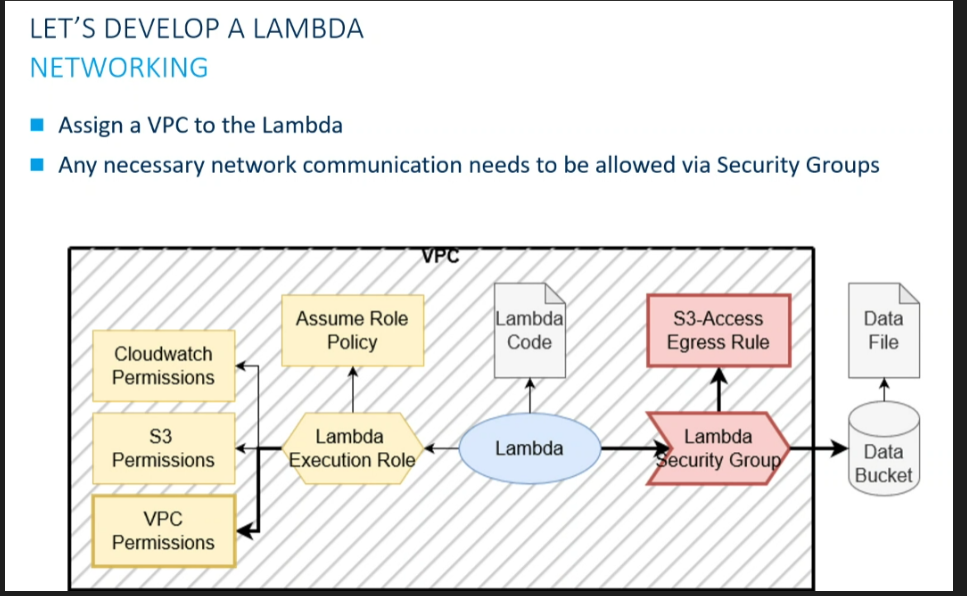 LET'S DEVELOP A LAMBDA
NETWORKING
Assign a VPC to the Lambda
Any necessary network communication needs to be allowed via Security Groups
VPC
Assume Role
Policy
Lambda
Code
S3-Access
Egress Rule
Data
File
Cloudwatch
Permissions
S3
Permissions
Lambda
Execution Role
Lambda
Lambda
Security Group
Data
Bucket
VPC
Permissions